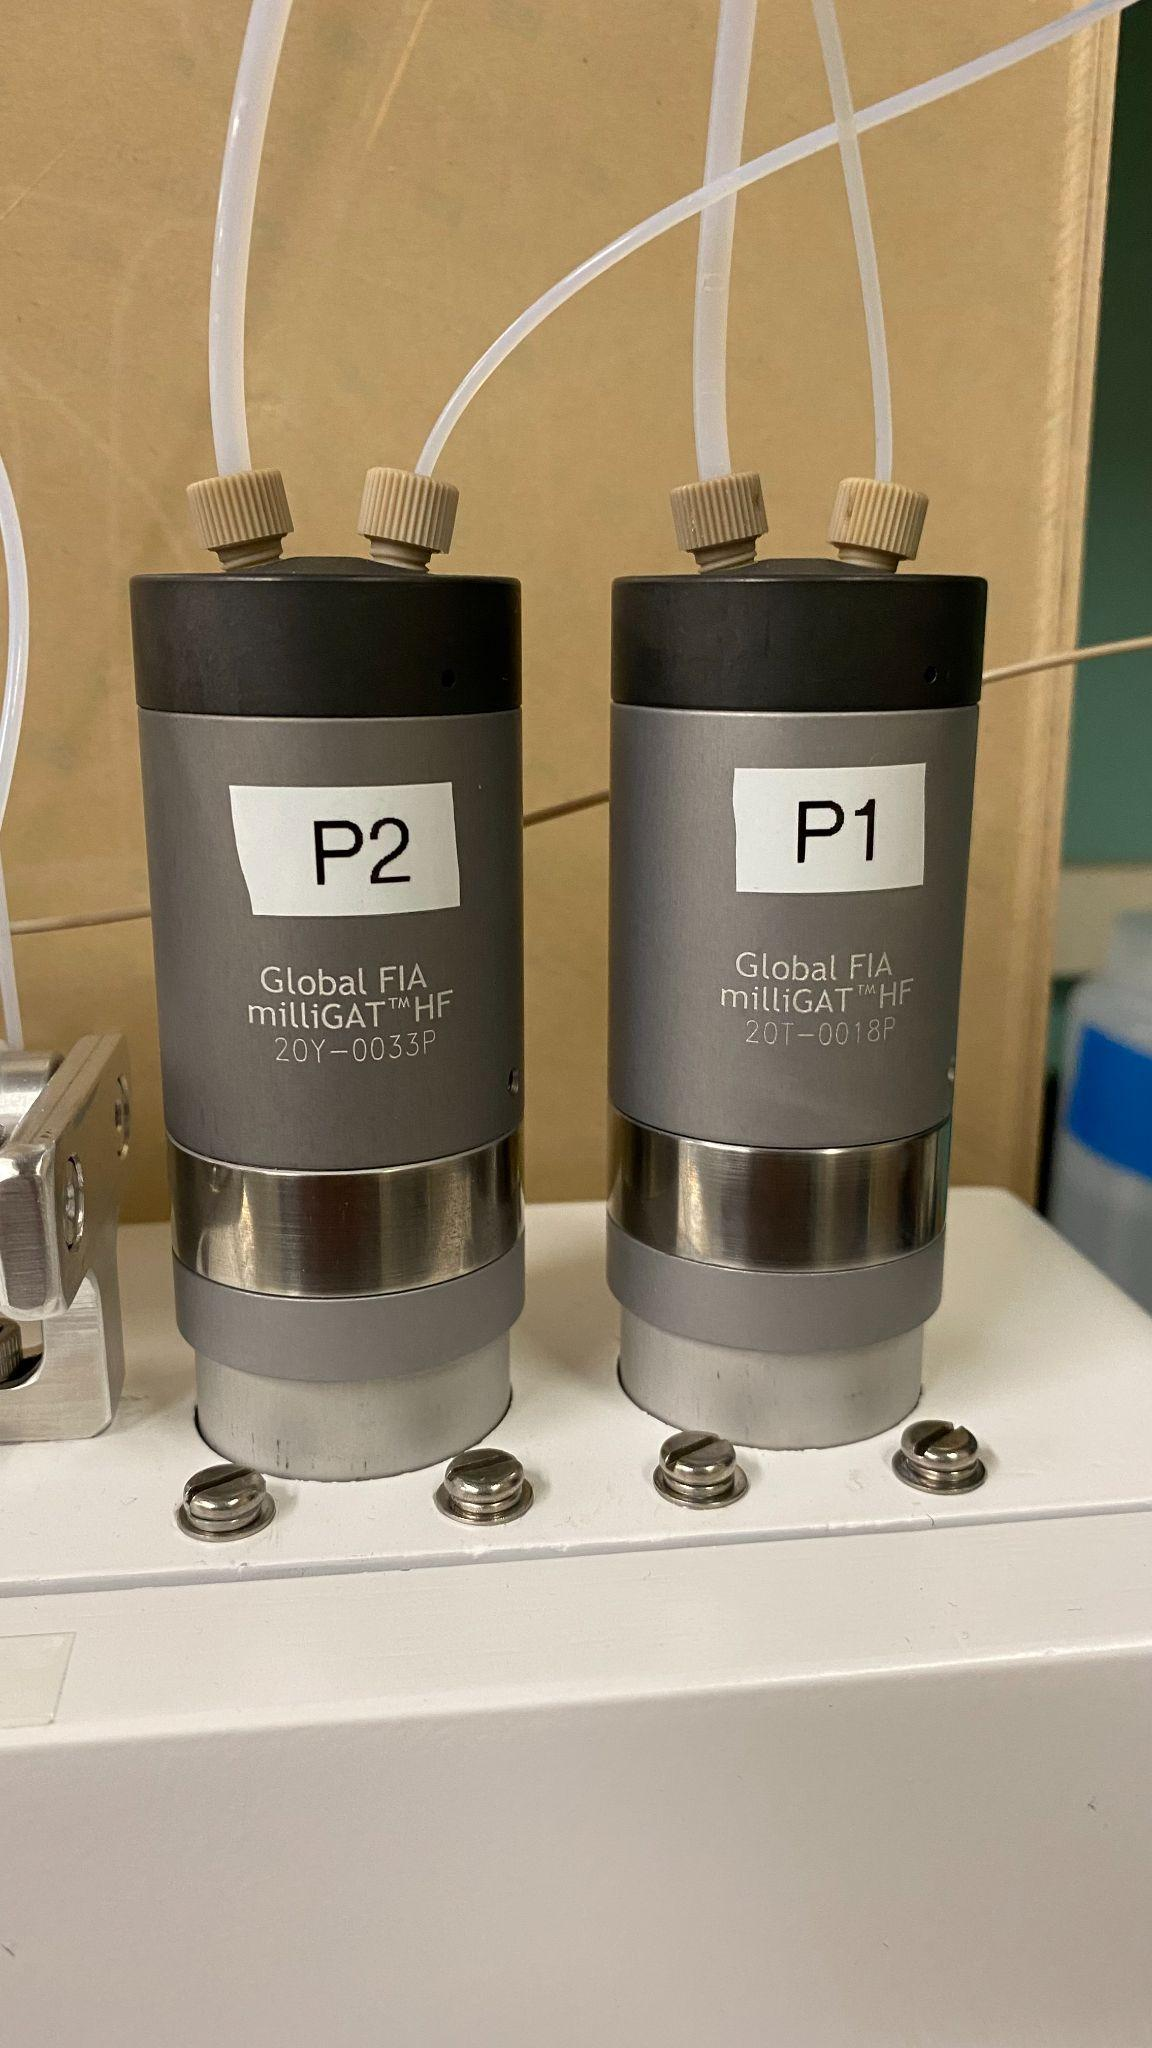 P2
Global FIA
milliGAT™HF
20Y-0033P
P1
Global FIA
milliGAT™HF
20T-0018P